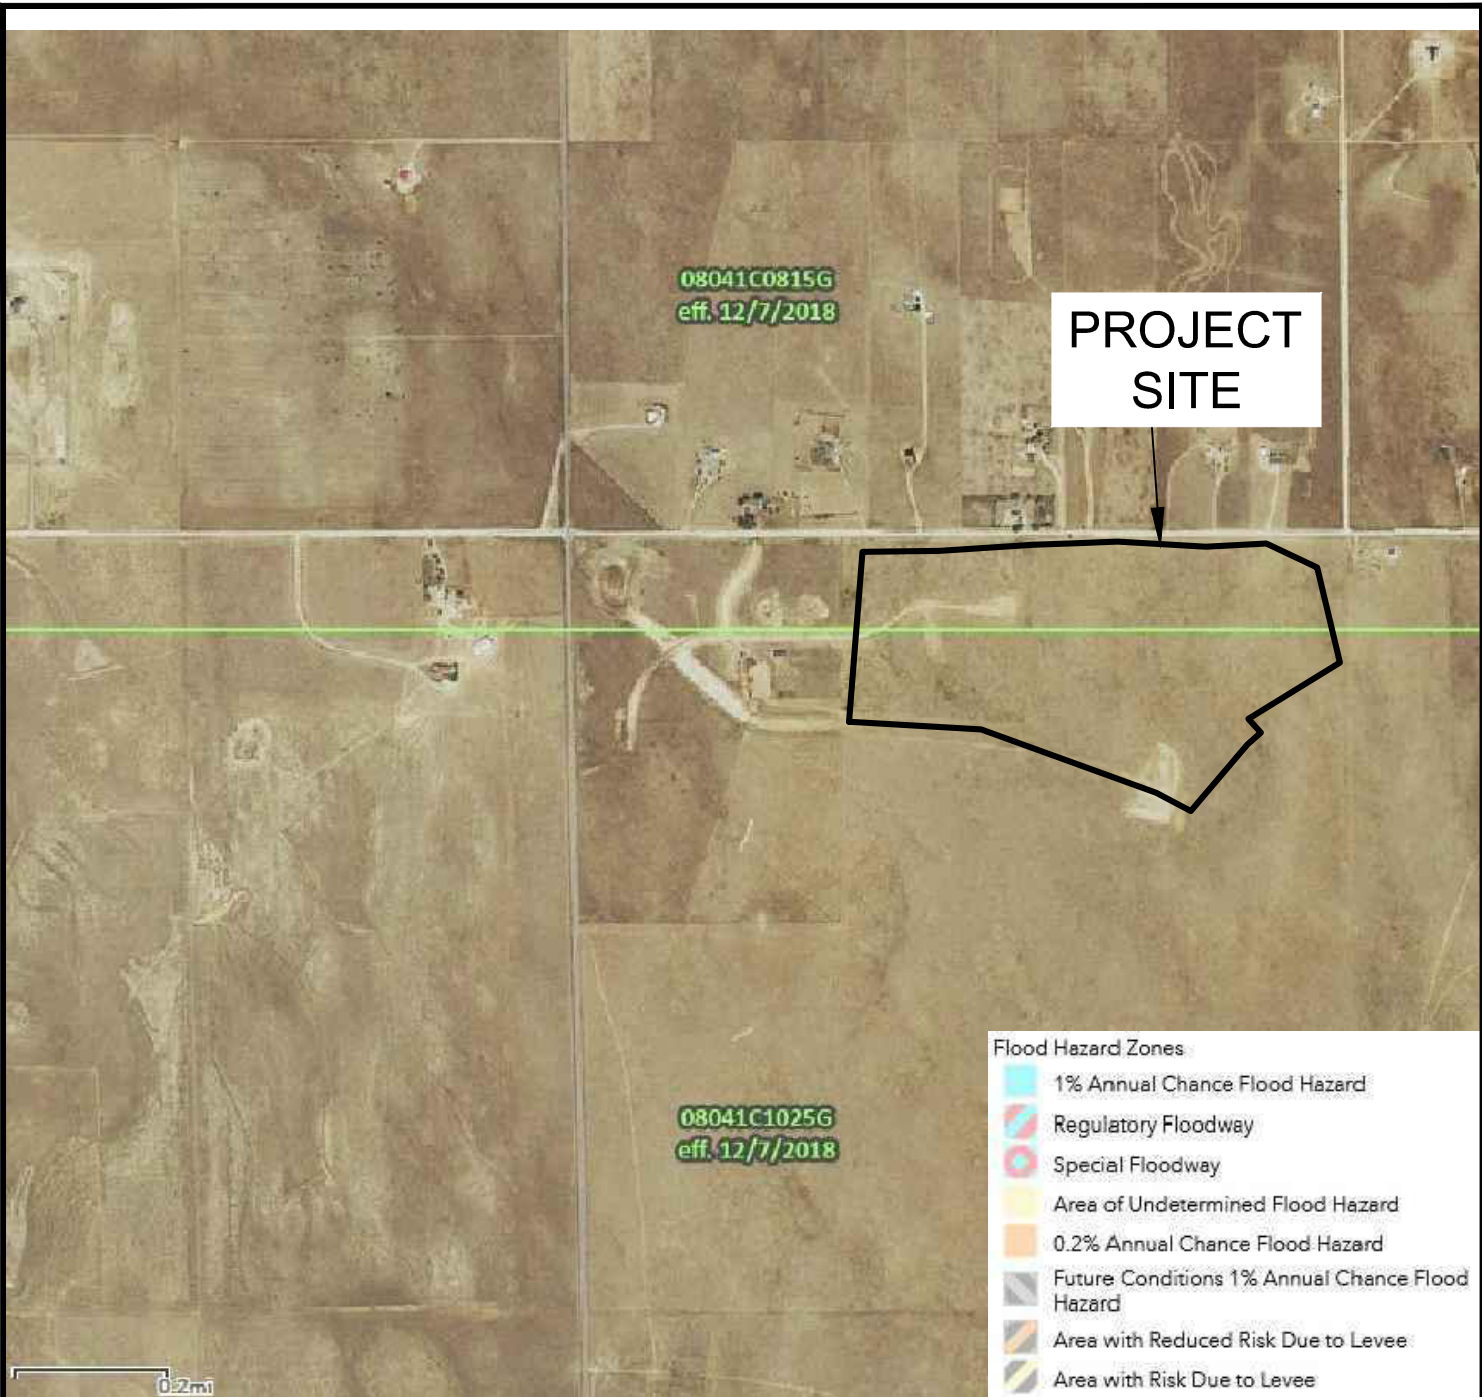 08041C0815G
eff. 12/7/2018
PROJECT
SITE
08041C1025G
eff. 12/7/2018
Flood Hazard Zones
1% Annual Chance Flood Hazard
Regulatory Floodway
Special Floodway
Area of Undetermined Flood Hazard
0.2% Annual Chance Flood Hazard
Future Conditions 1% Annual Chance Flood
Hazard
Area with Reduced Risk Due to Levee
Area with Risk Due to Levee
0.2mi